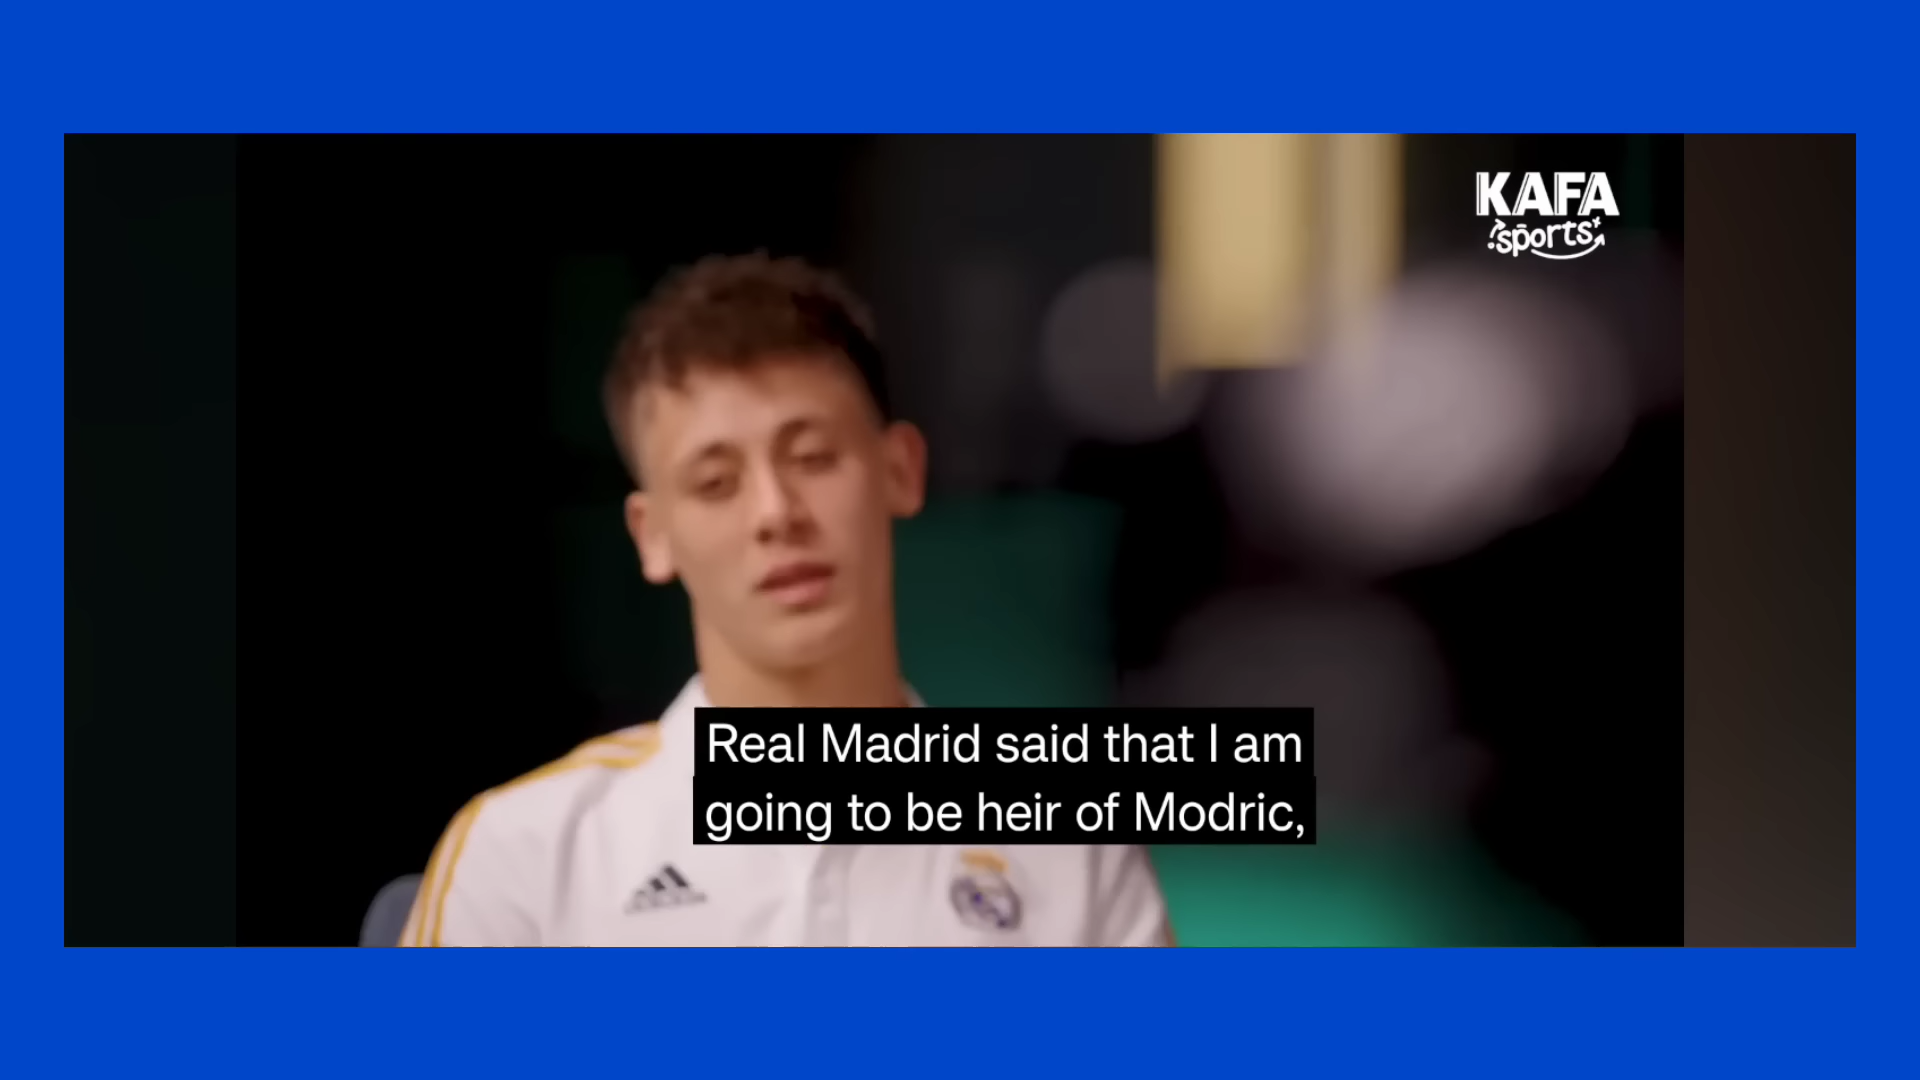 KAFA
sports
Real Madrid said that I am
going to be heir of Modric,